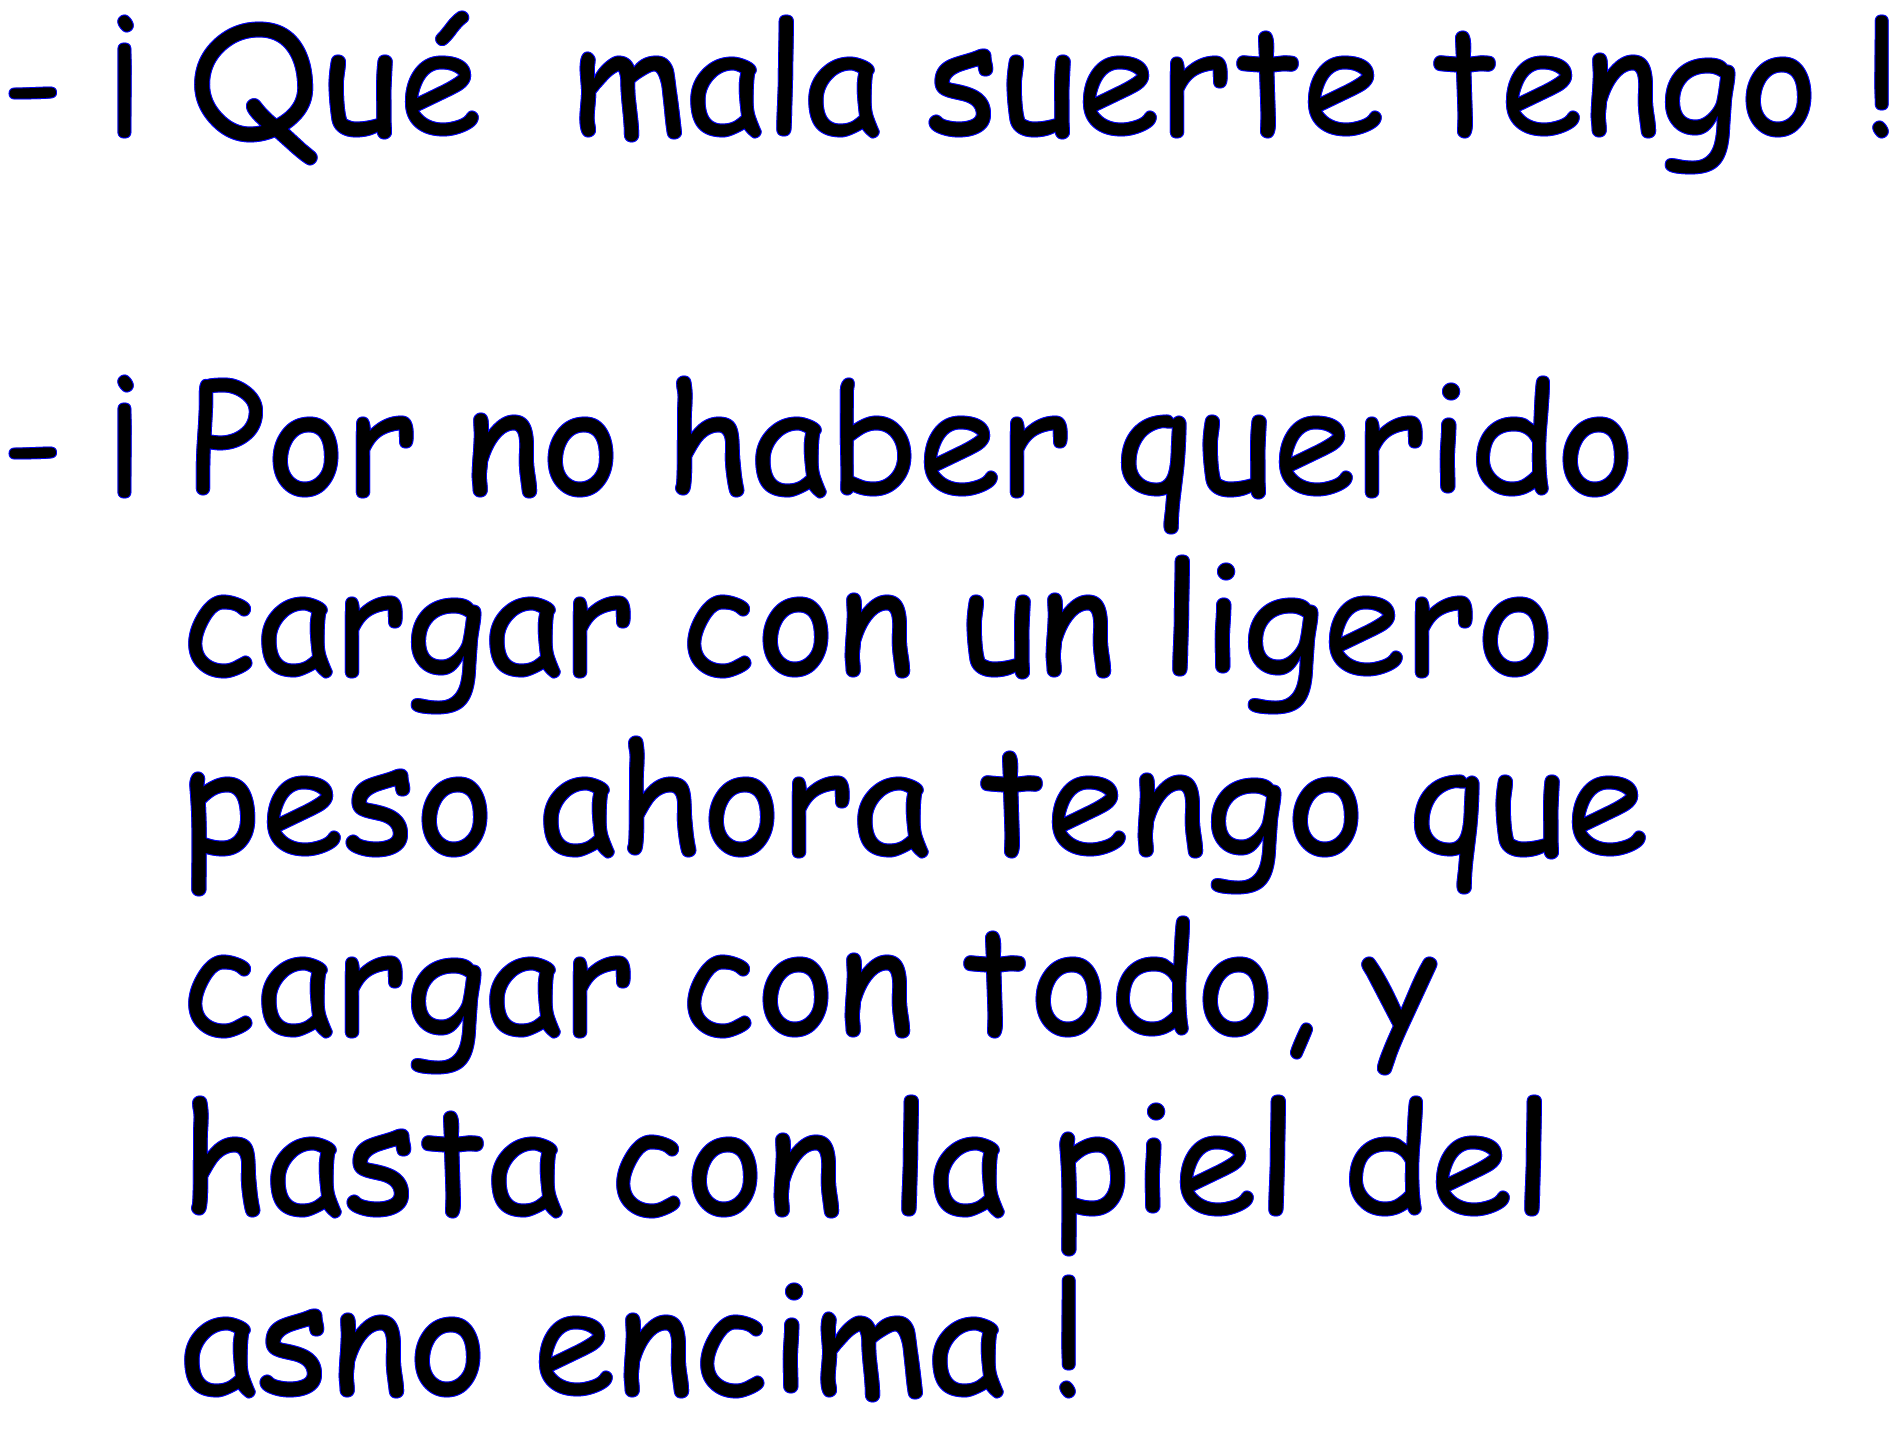 - ¡ Qué  mala suerte tengo !
- ¡ Por no haber querido
cargar con un ligero
peso ahora tengo que
cargar con todo, y
hasta con la piel del
asno encima !